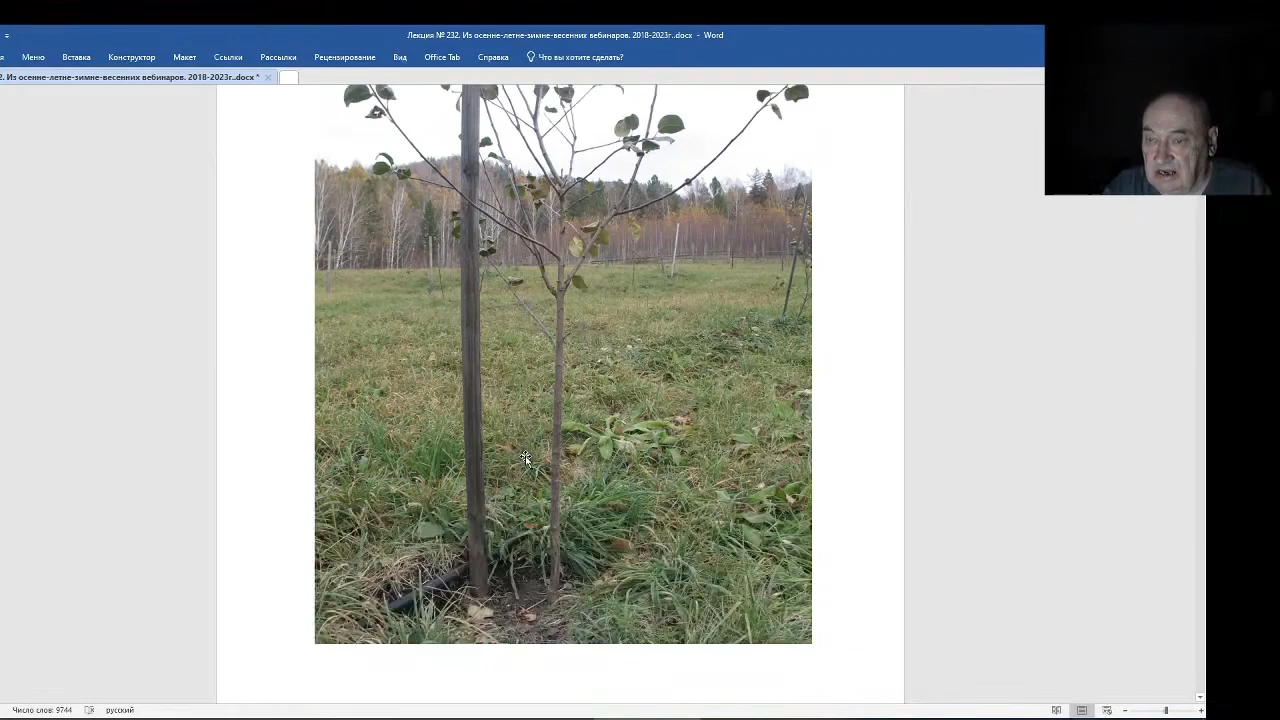 Лекция № 232. Из осенне-летне-зимне-весенних вебинаров. 2018-2023г..docx - Word
Меню Вставка Конструктор Макет Ссылки Рассылки Рецензирование Вид Office Tab Справка Что вы хотите сделать?
2. Из осенне-летне-зимне-весенних вебинаров. 2018-2023г..docx *
Число слов: 9744 русский